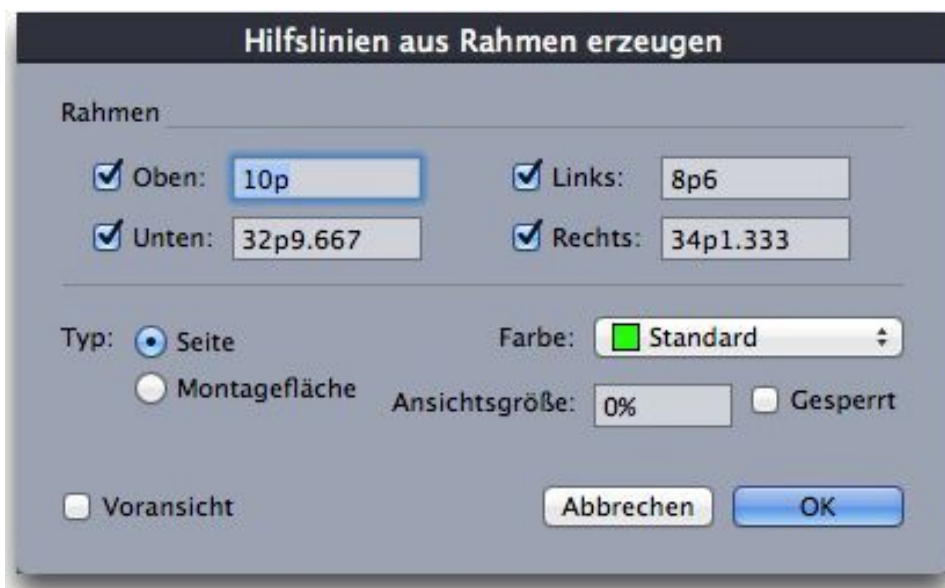 Hilfslinien aus Rahmen erzeugen
Rahmen
Oben: 10p Links: 8p6
Unten: 32p9.667 Rechts: 34p1.333
Typ: Seite Farbe: Standard
Montagefläche Ansichtsgröße: 0% Gesperrt
Voransicht Abbrechen OK